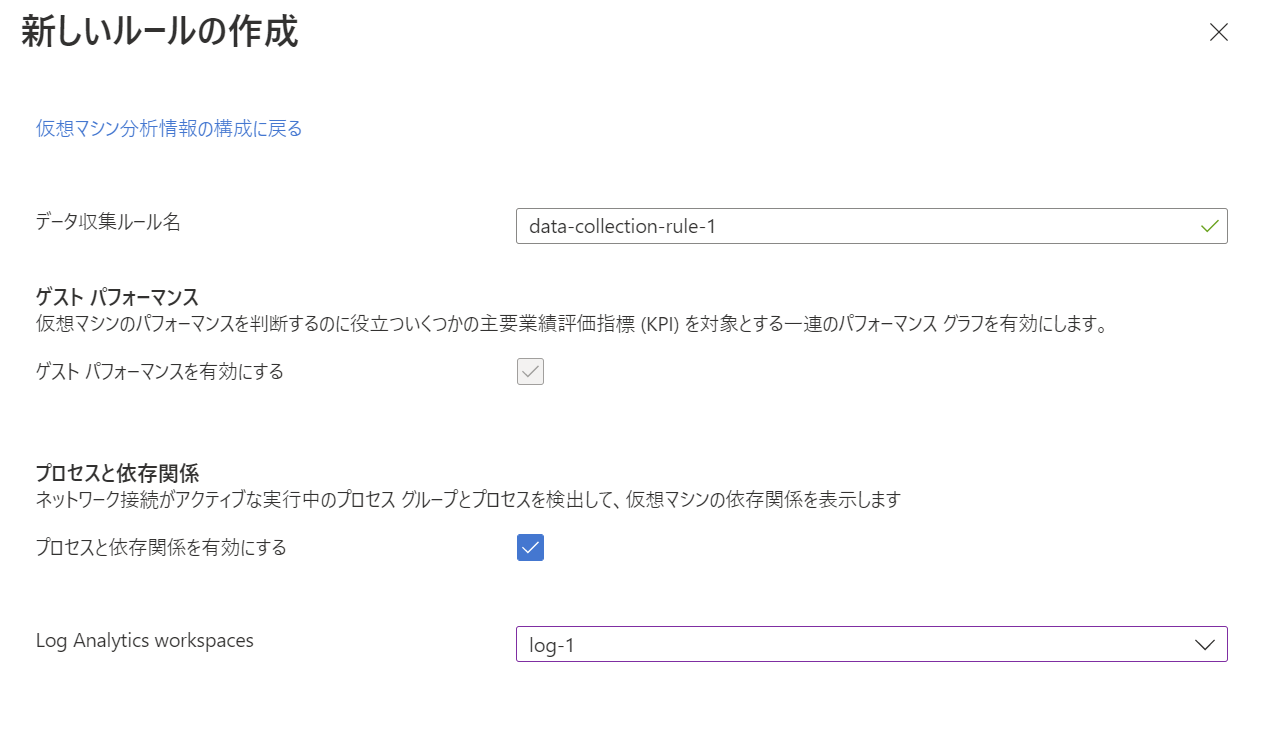 新しいルールの作成
仮想マシン分析情報の構成に戻る
データ収集ルール名
data-collection-rule-1
ゲスト パフォーマンス
仮想マシンのパフォーマンスを判断するのに役立ついくつかの主要業績評価指標 (KPI) を対象とする一連のパフォーマンス グラフを有効にします。
ゲスト パフォーマンスを有効にする
プロセスと依存関係
ネットワーク接続がアクティブな実行中のプロセス グループとプロセスを検出して、仮想マシンの依存関係を表示します
プロセスと依存関係を有効にする
Log Analytics workspaces
log-1